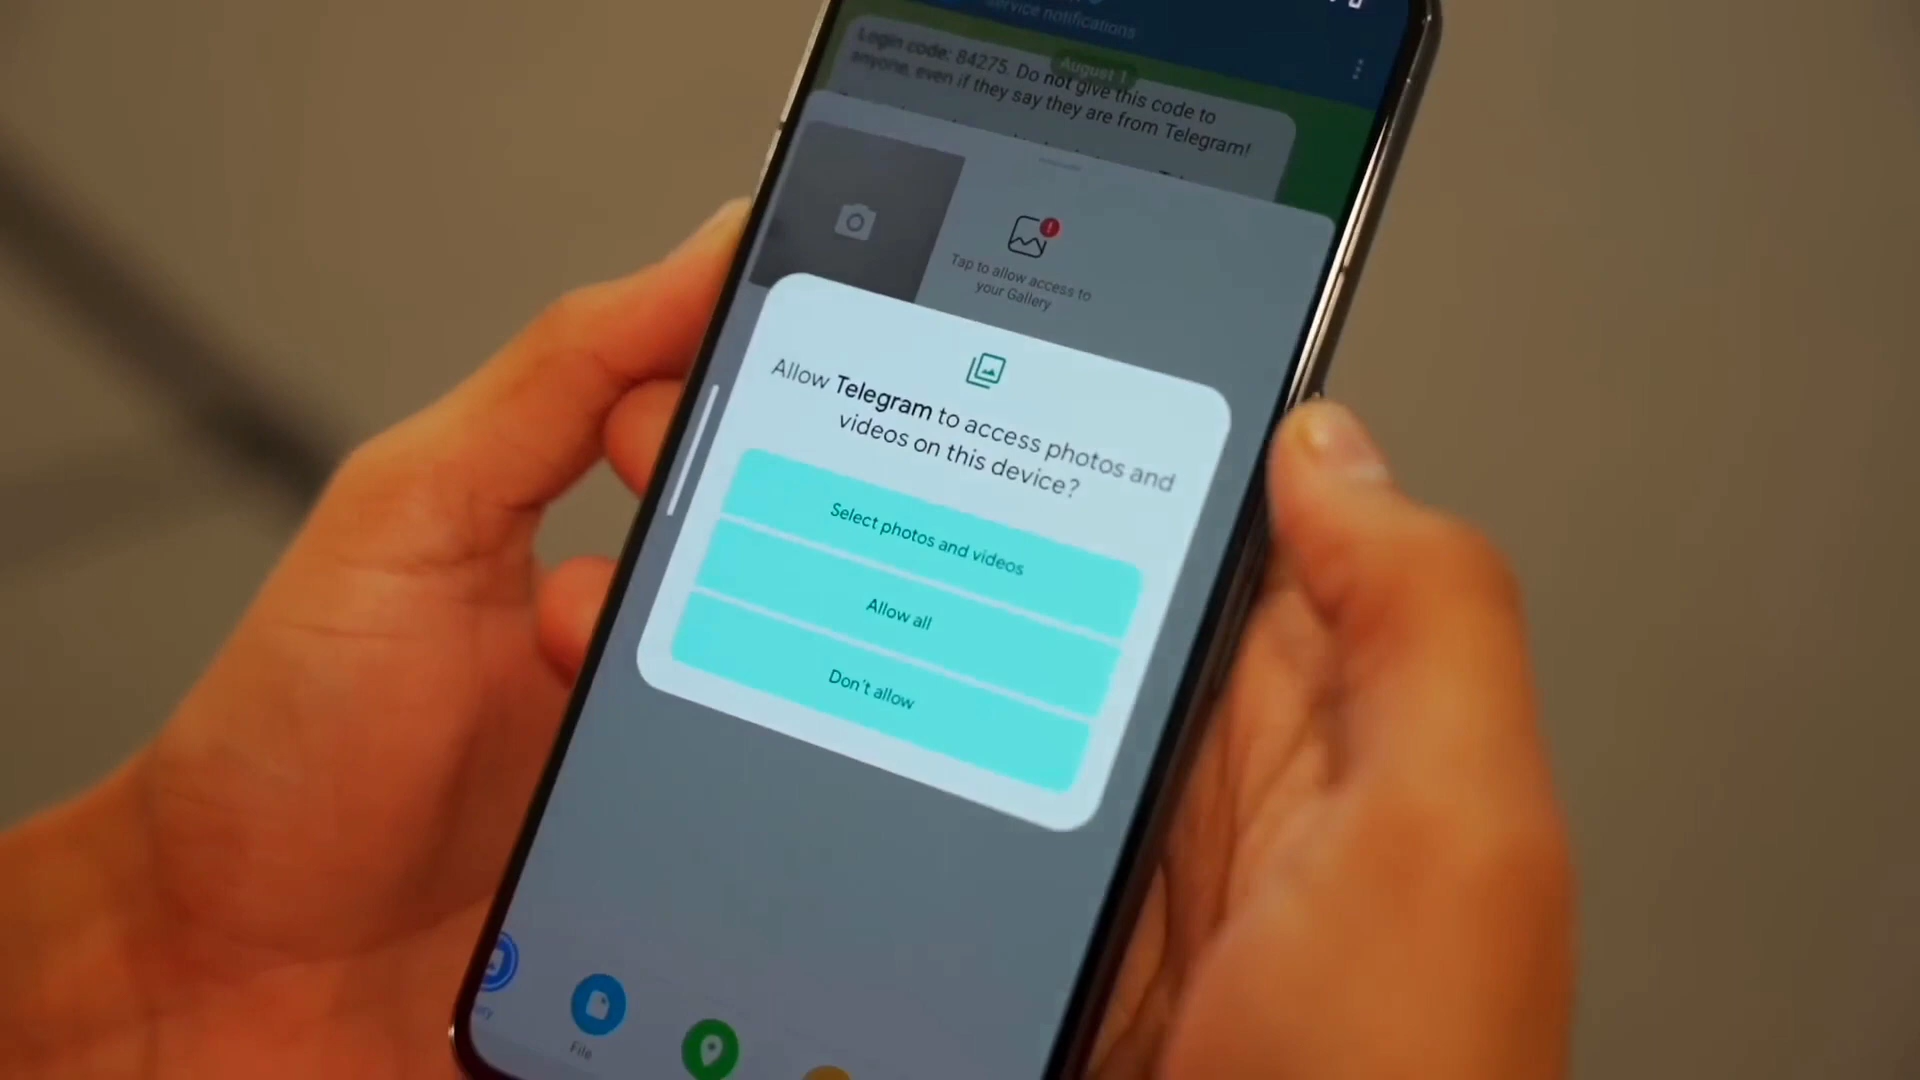 service notifications
August 1
Login code: 84275. Do not give this code to
anyone, even if they say they are from Telegram!
Tap to allow access to
your Gallery
Allow Telegram to access photos and
videos on this device?
Select photos and videos
Allow all
Don't allow
File